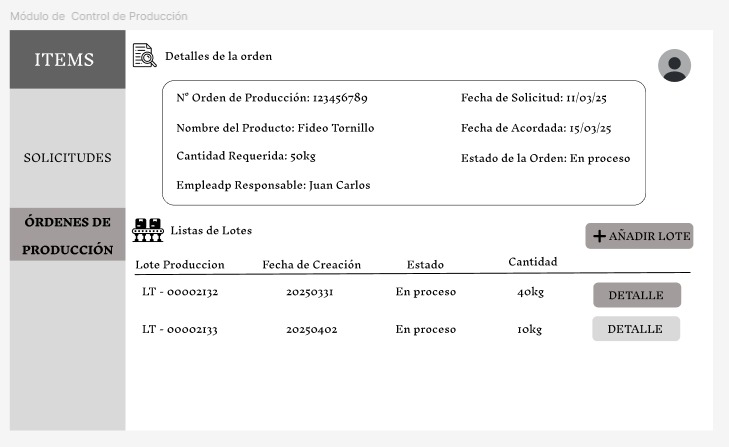 Módulo de  Control de Producción
ITEMS
SOLICITUDES
ÓRDENES DE
PRODUCCIÓN
Detalles de la orden
N° Orden de Producción: 123456789
Fecha de Solicitud: 11/03/25
Nombre del Producto: Fideo Tornillo
Fecha de Acordada: 15/03/25
Cantidad Requerida: 50kg
Estado de la Orden: En proceso
Empleadp Responsable: Juan Carlos
Listas de Lotes
+ AÑADIR LOTE
Lote Produccion Fecha de Creación Estado Cantidad
LT - 00002132 20250331 En proceso 40kg DETALLE
LT - 00002133 20250402 En proceso 10kg DETALLE